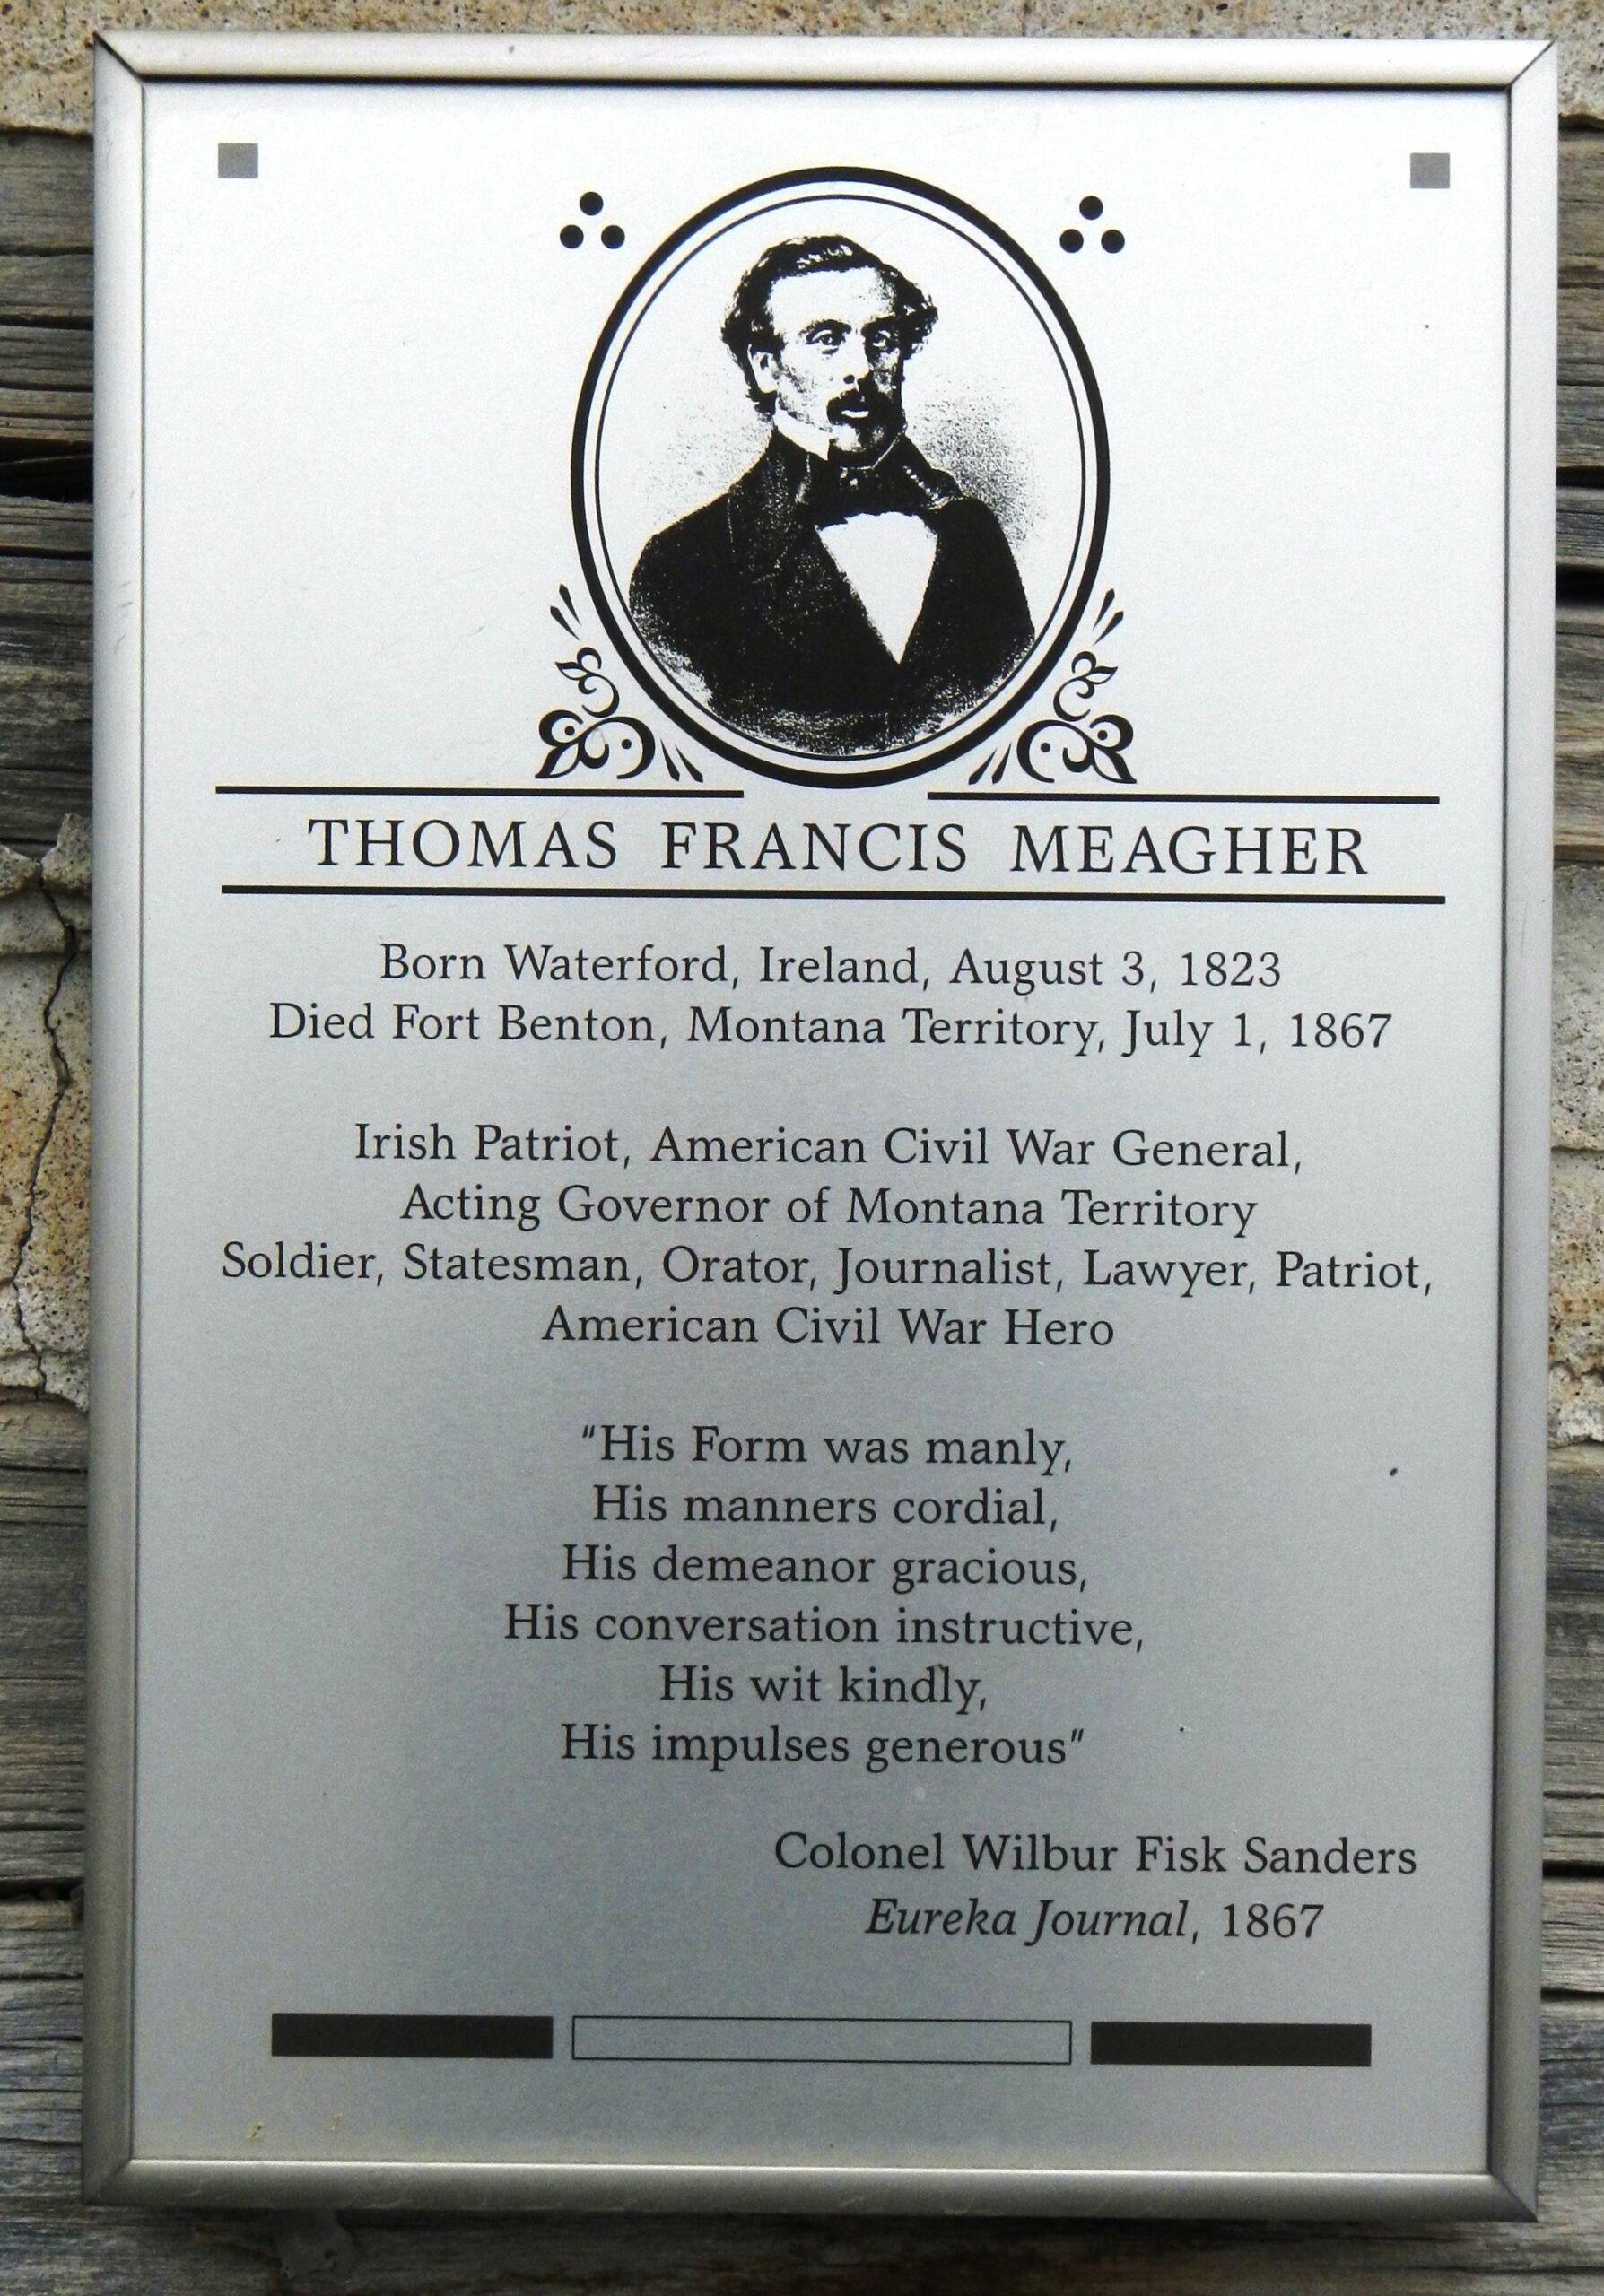 THOMAS FRANCIS MEAGHER
Born Waterford, Ireland, August 3, 1823
Died Fort Benton, Montana Territory, July 1, 1867
Irish Patriot, American Civil War General,
Acting Governor of Montana Territory
Soldier, Statesman, Orator, Journalist, Lawyer, Patriot,
American Civil War Hero
"His Form was manly,
His manners cordial,
His demeanor gracious,
His conversation instructive,
His wit kindly,
His impulses generous"
Colonel Wilbur Fisk Sanders
Eureka Journal, 1867